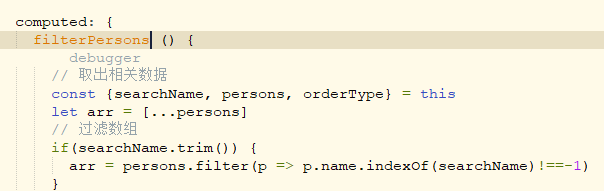 computed: {
filterPersons () {
debugger
// 取出相关数据
const {searchName, persons, orderType} = this
let arr = [...persons]
// 过滤数组
if(searchName.trim()) {
arr = persons.filter(p => p.name.indexOf(searchName)!==-1)
}